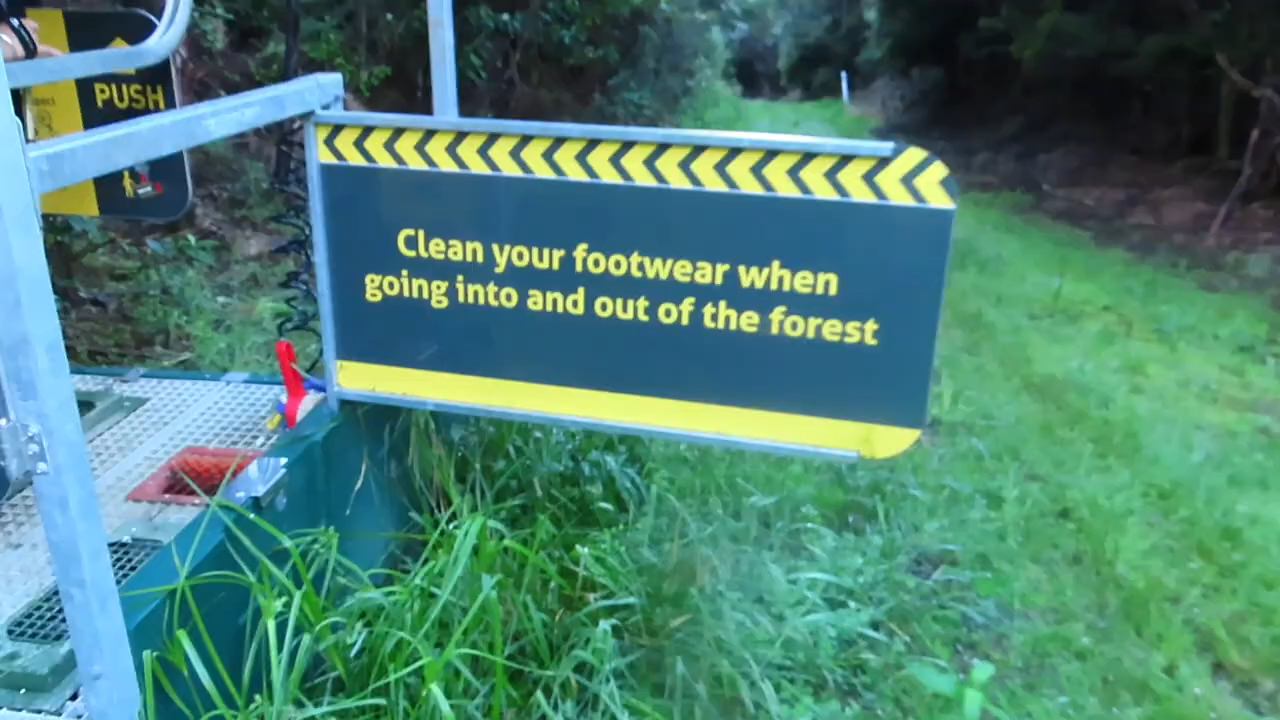 PUSH
Clean your footwear when
going into and out of the forest